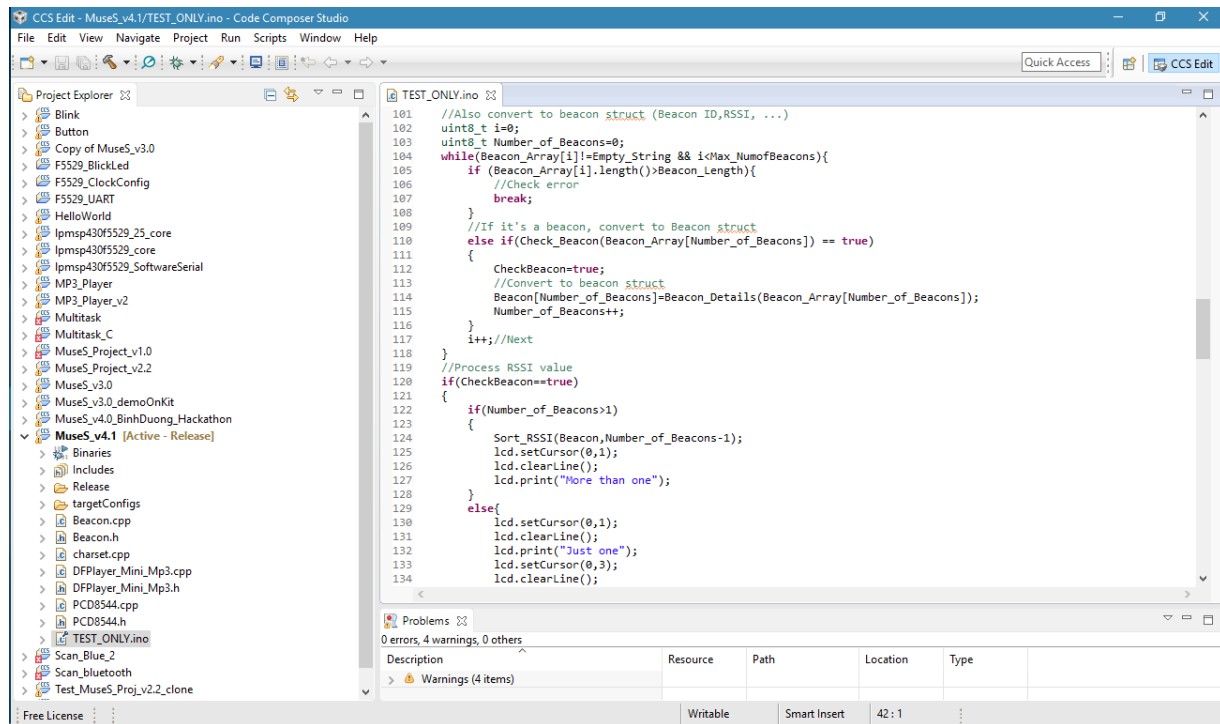 CCS Edit - MuseS_v4.1/TEST_ONLY.ino - Code Composer Studio
File Edit View Navigate Project Run Scripts Window Help
Quick Access
CCS Edit
Project Explorer
Blink
Button
Copy of MuseS_v3.0
F5529_BlickLed
F5529_ClockConfig
F5529_UART
HelloWorld
lpmsp430f5529_25_core
lpmsp430f5529_core
lpmsp430f5529_SoftwareSerial
MP3_Player
MP3_Player_v2
Multitask
Multitask_C
MuseS_Project_v1.0
MuseS_Project_v2.2
MuseS_v3.0
MuseS_v3.0_demoOnKit
MuseS_v4.0_BinhDuong_Hackathon
MuseS_v4.1 [Active - Release]
Binaries
Includes
Release
targetConfigs
Beacon.cpp
Beacon.h
charset.cpp
DFPlayer_Mini_Mp3.cpp
DFPlayer_Mini_Mp3.h
PCD8544.cpp
PCD8544.h
TEST_ONLY.ino
Scan_Blue_2
Scan_bluetooth
Test_MuseS_Proj_v2.2_clone
TEST_ONLY.ino
101 //Also convert to beacon struct (Beacon ID,RSSI, ...)
102 uint8_t i=0;
103 uint8_t Number_of_Beacons=0;
104 while(Beacon_Array[i]!=Empty_String && i<Max_NumofBeacons){
105 if (Beacon_Array[i].length()>Beacon_Length){
106 //Check error
107 break;
108 }
109 //If it's a beacon, convert to Beacon struct
110 else if(Check_Beacon(Beacon_Array[Number_of_Beacons]) == true)
111 {
112 CheckBeacon=true;
113 //Convert to beacon struct
114 Beacon[Number_of_Beacons]=Beacon_Details(Beacon_Array[Number_of_Beacons]);
115 Number_of_Beacons++;
116 }
117 i++;//Next
118 }
119 //Process RSSI value
120 if(CheckBeacon==true)
121 {
122 if(Number_of_Beacons>1)
123 {
124 Sort_RSSI(Beacon,Number_of_Beacons-1);
125 lcd.setCursor(0,1);
126 lcd.clearLine();
127 lcd.print("More than one");
128 }
129 else{
130 lcd.setCursor(0,1);
131 lcd.clearLine();
132 lcd.print("Just one");
133 lcd.setCursor(0,3);
134 lcd.clearLine();
Problems
0 errors, 4 warnings, 0 others
Description Resource Path Location Type
Warnings (4 items)
Free License Writable Smart Insert 42 : 1